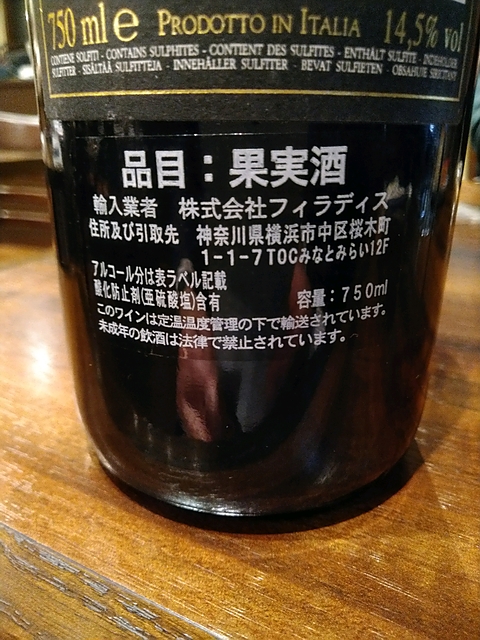 750 ml e PRODOTTO IN ITALIA 14,5% vol
CONTIENE SOLFITI - CONTAINS SULPHITES - CONTIENT DES SULFITES - ENTHÄLT SULFITE -
SULFITTER - SISÄLTÄÄ SULFITTEJA - INNEHÅLLER SULFITER - BEVAT SULFIETEN - OBSAHUJE
品目：果実酒
輸入業者 株式会社フィラディス
住所及び引取先 神奈川県横浜市中区桜木町
1-1-7TOCみなとみらい12F
アルコール分は表ラベル記載
酸化防止剤(亜硫酸塩)含有 容量：750ml
このワインは定温温度管理の下で輸送されています。
未成年の飲酒は法律で禁止されています。